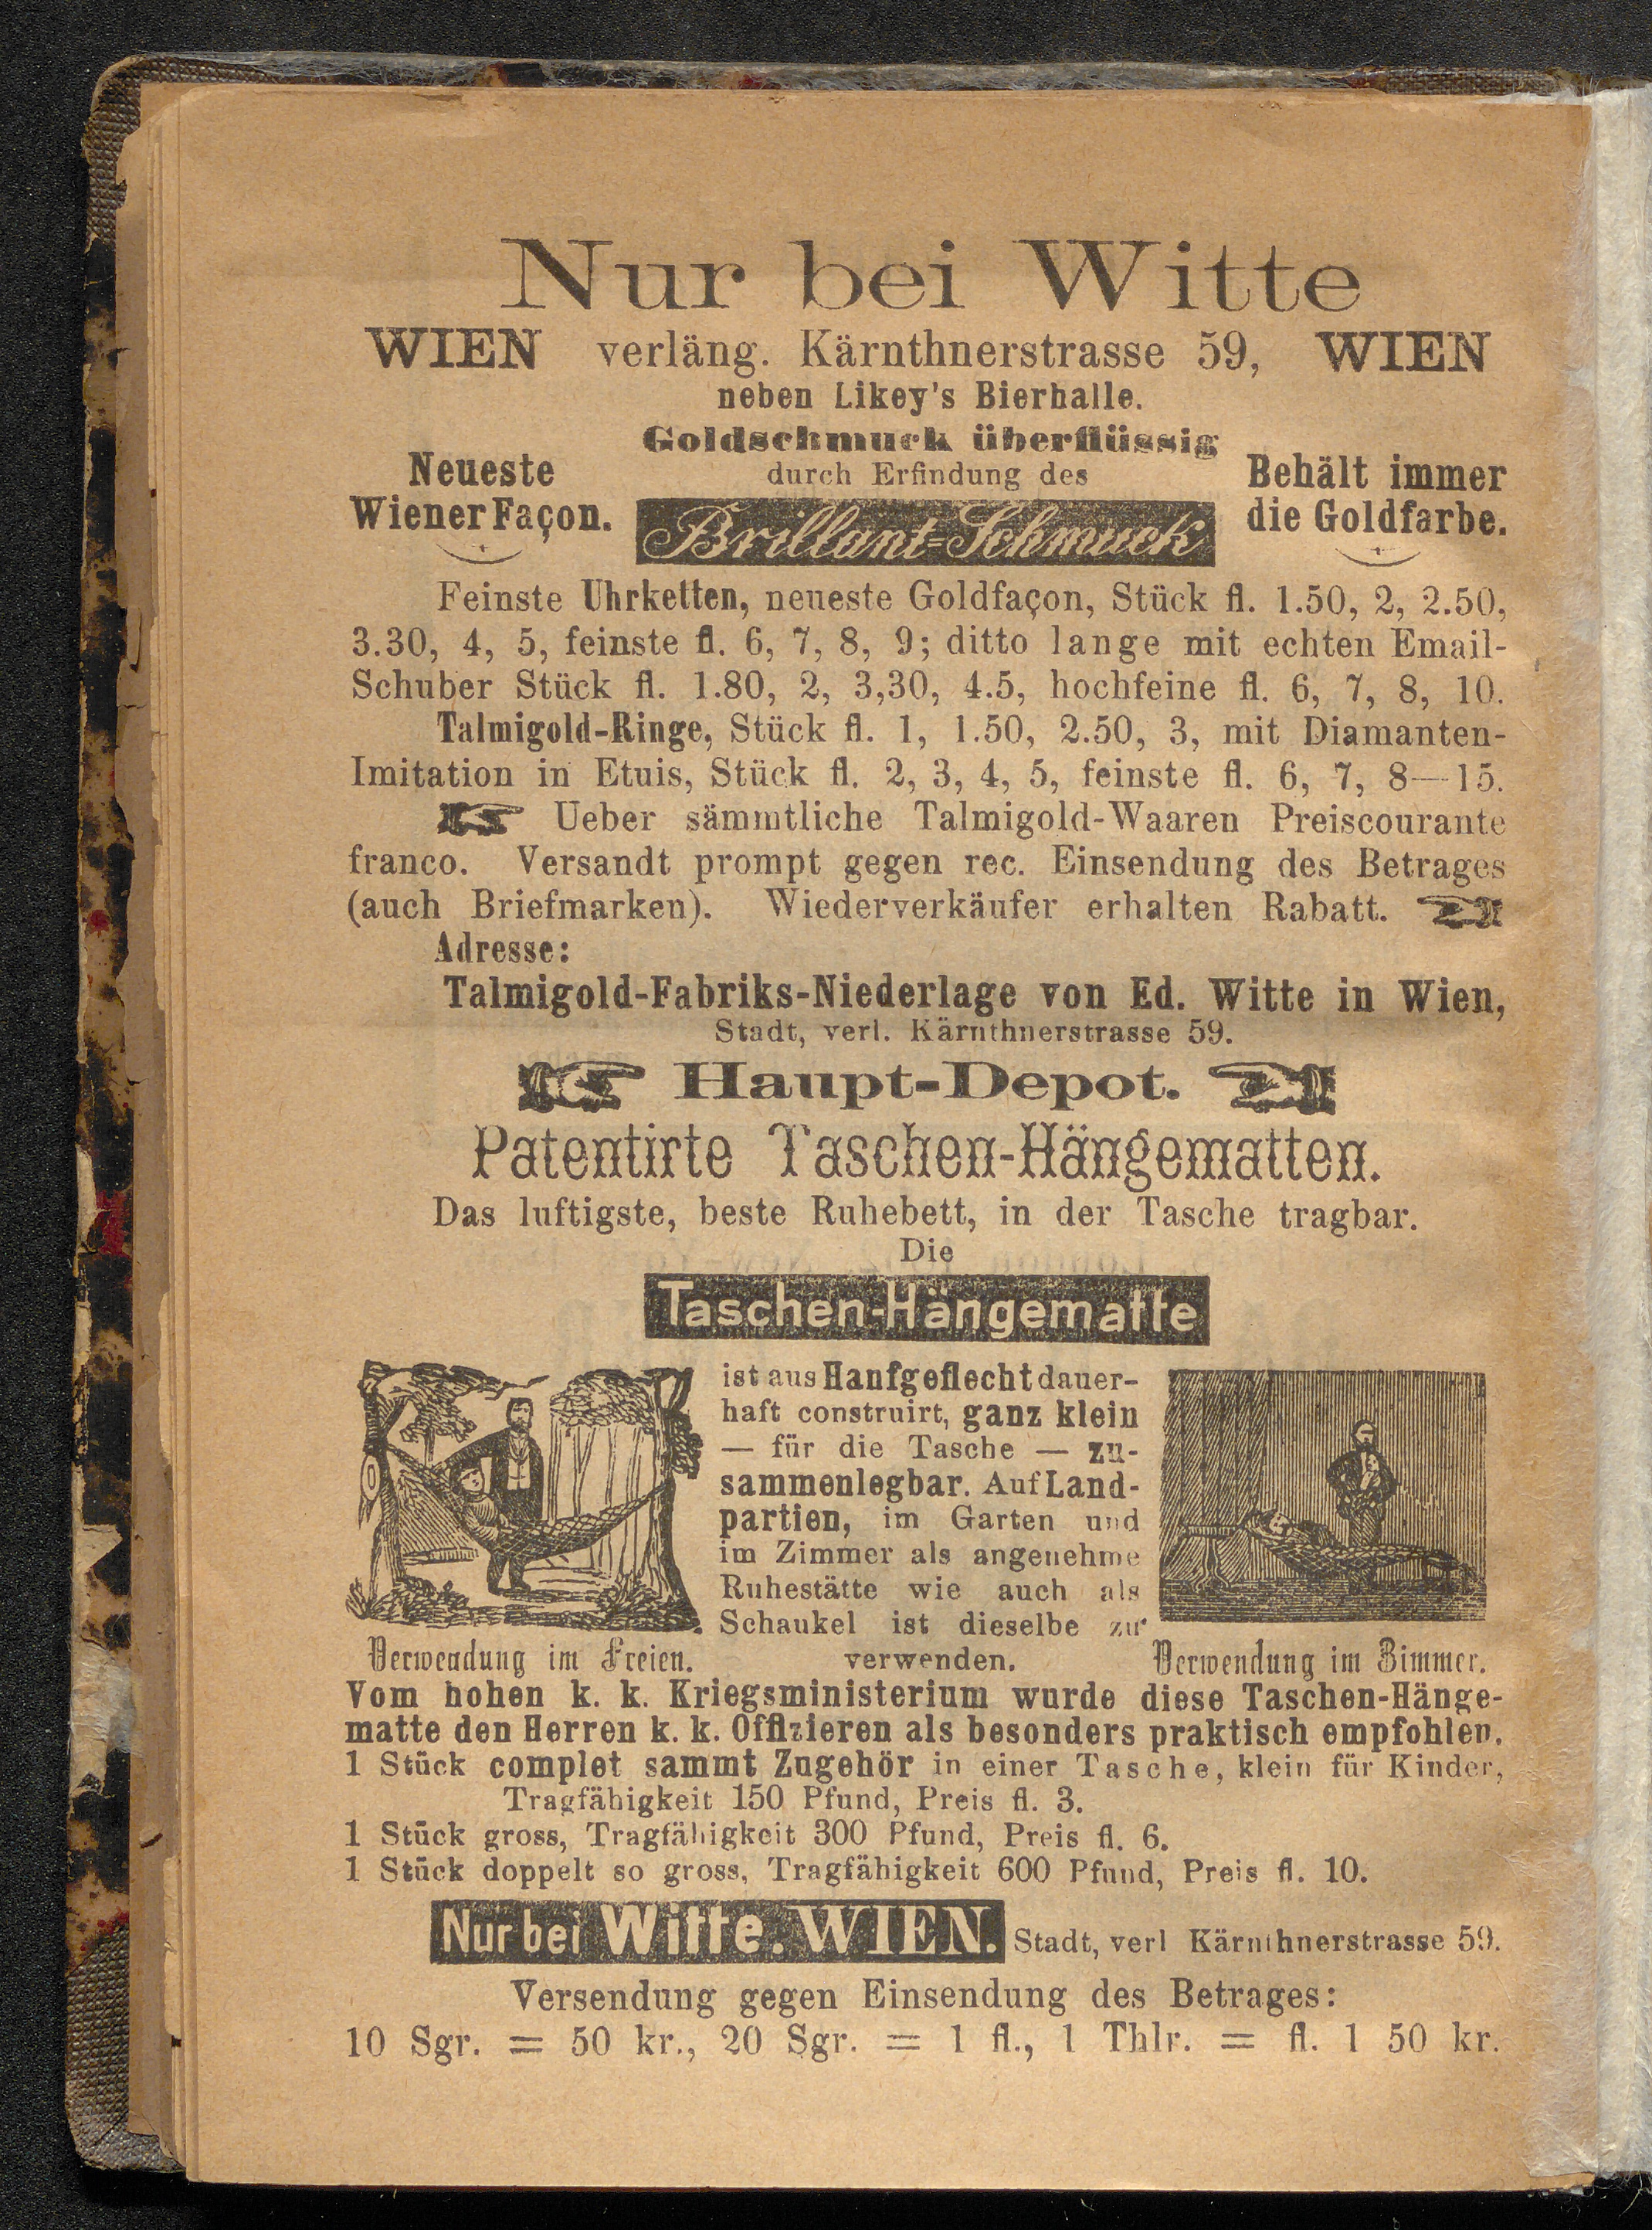 Nur bei Witte
WIEN verläng. Kärnthnerstrasse 59, WIEN
neben Likey's Bierhalle.
Goldschmuck überflüssig
Neueste
Wiener Façon.
durch Erfindung des
Brillant-Schmuck
Behält immer
die Goldfarbe.
Feinste Uhrketten, neueste Goldfaçon, Stück fl. 1.50, 2, 2.50,
3.30, 4, 5, feinste fl. 6, 7, 8, 9; ditto lange mit echten Email-
Schuber Stück fl. 1.80, 2, 3,30, 4.5, hochfeine fl. 6, 7, 8, 10.
Talmigold-Ringe, Stück fl. 1, 1.50, 2.50, 3, mit Diamanten-
Imitation in Etuis, Stück fl. 2, 3, 4, 5, feinste fl. 6, 7, 8—15.
Ueber sämmtliche Talmigold-Waaren Preiscourante
franco. Versandt prompt gegen rec. Einsendung des Betrages
(auch Briefmarken). Wiederverkäufer erhalten Rabatt.
Adresse:
Talmigold-Fabriks-Niederlage von Ed. Witte in Wien,
Stadt, verl. Kärnthnerstrasse 59.
Haupt-Depot.
Patentirte Taschen-Hängematten.
Das luftigste, beste Ruhebett, in der Tasche tragbar.
Die
Taschen-Hängematte
ist aus Hanfgeflecht dauer-
haft construirt, ganz klein
— für die Tasche — zu-
sammenlegbar. Auf Land-
partien, im Garten und
im Zimmer als angenehme
Ruhestätte wie auch als
Schaukel ist dieselbe zur
verwenden.
Verwendung im Freien.
Verwendung im Zimmer.
Vom hohen k. k. Kriegsministerium wurde diese Taschen-Hänge-
matte den Herren k. k. Offizieren als besonders praktisch empfohlen.
1 Stück complet sammt Zugehör in einer Tasche, klein für Kinder,
Tragfähigkeit 150 Pfund, Preis fl. 3.
1 Stück gross, Tragfähigkeit 300 Pfund, Preis fl. 6.
1 Stück doppelt so gross, Tragfähigkeit 600 Pfund, Preis fl. 10.
Nur bei Witte. WIEN. Stadt, verl Kärnthnerstrasse 59.
Versendung gegen Einsendung des Betrages:
10 Sgr. = 50 kr., 20 Sgr. = 1 fl., 1 Thlr. = fl. 1 50 kr.